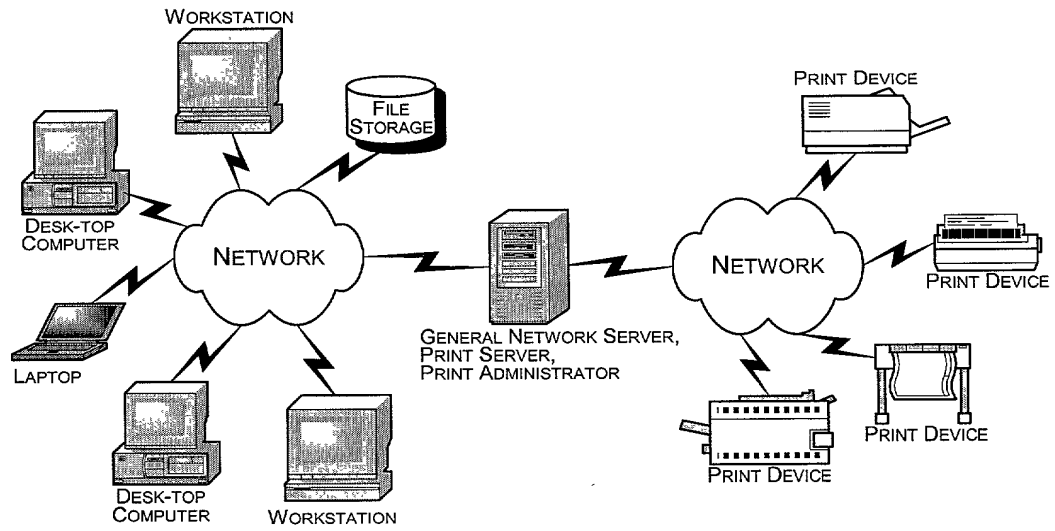 WORKSTATION
FILE
STORAGE
PRINT DEVICE
DESK-TOP
COMPUTER
NETWORK
NETWORK
PRINT DEVICE
GENERAL NETWORK SERVER,
PRINT SERVER,
PRINT ADMINISTRATOR
LAPTOP
PRINT DEVICE
PRINT DEVICE
DESK-TOP
COMPUTER
WORKSTATION